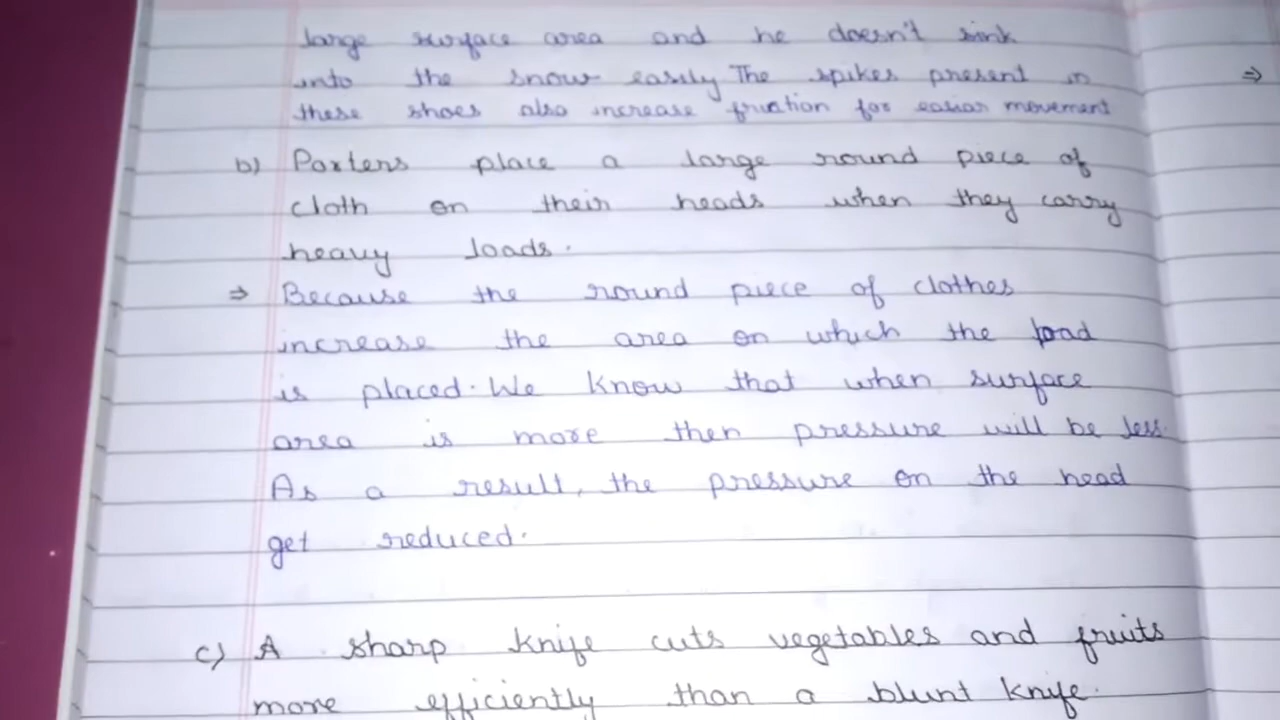 large surface area and he doesn't sink
into the snow easily The spikes present in
these shoes also increase friction for easiar movement
b) Porters place a large round piece of
cloth on their heads when they carry
heavy loads.
⇒ Because the round piece of clothes
increase the area on which the load
is placed. We know that when surface
area is more then pressure will be less.
As a result, the pressure on the head
get reduced.
c) A sharp knife cuts vegetables and fruits
more efficiently than a blunt knife.
⇒